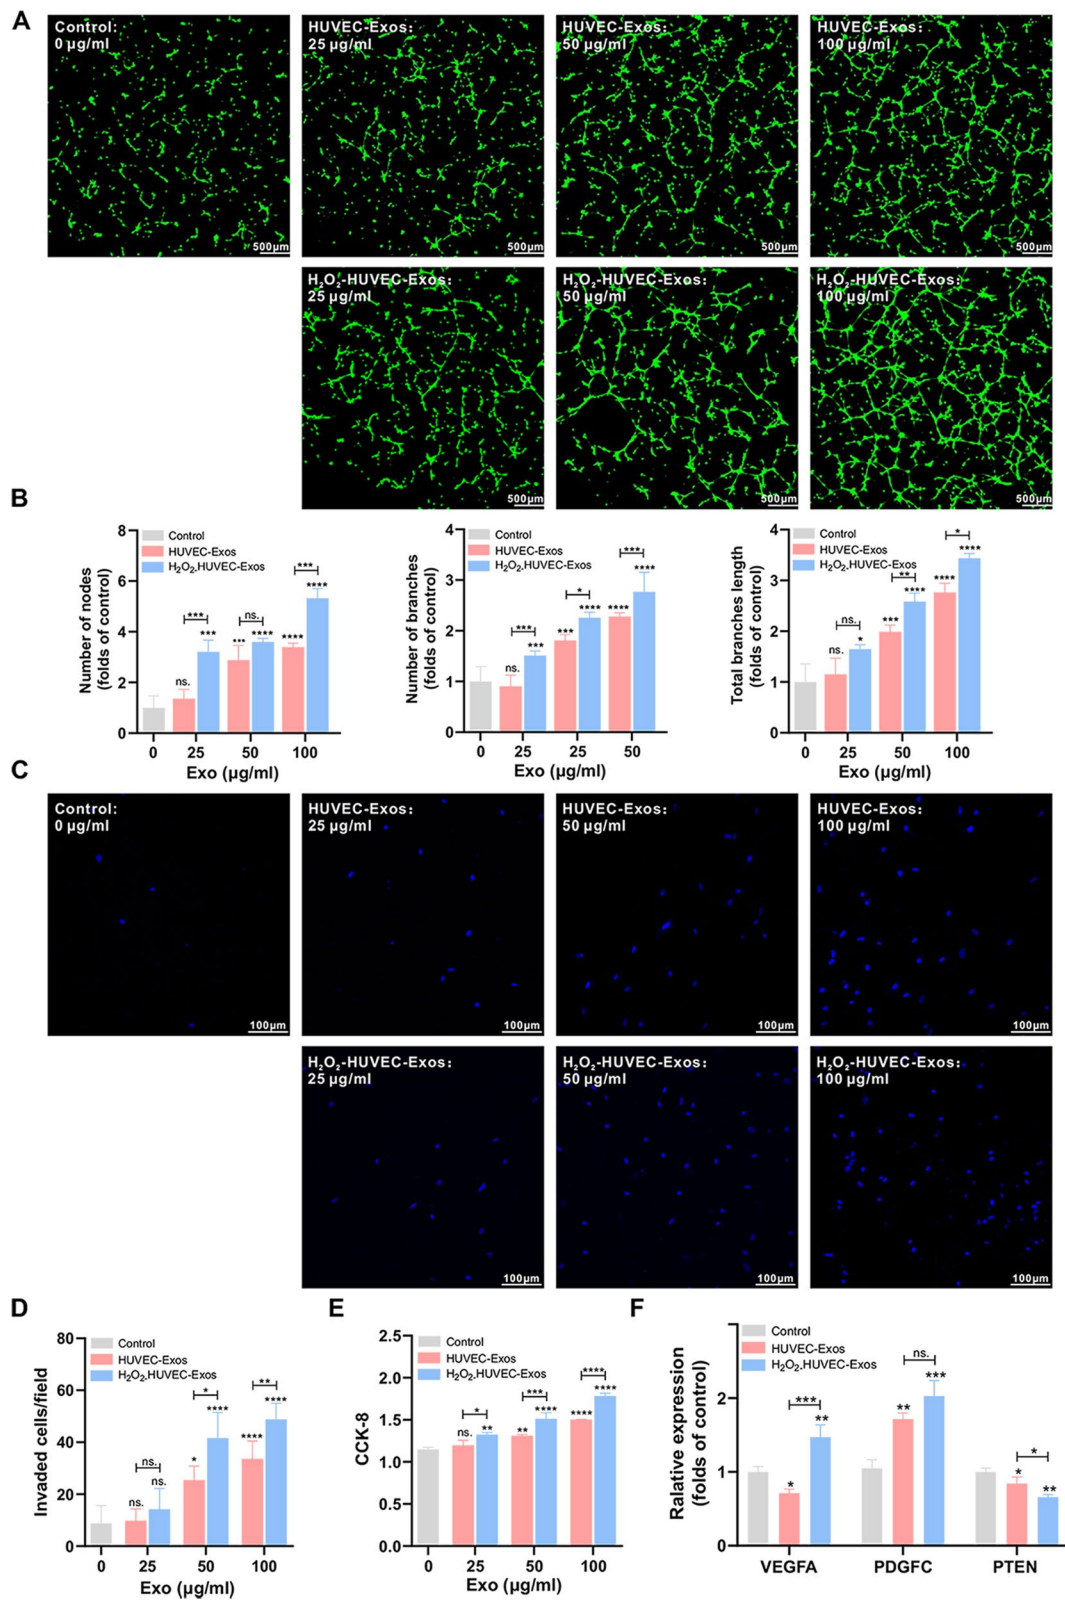 A
Control:
0 µg/ml
HUVEC-Exos:
25 µg/ml
HUVEC-Exos:
50 µg/ml
HUVEC-Exos:
100 µg/ml
500µm
500µm
500µm
500µm
H₂O₂-HUVEC-Exos:
25 µg/ml
H₂O₂-HUVEC-Exos:
50 µg/ml
H₂O₂-HUVEC-Exos:
100 µg/ml
500µm
500µm
500µm
B
Number of nodes
(folds of control)
8
6
4
2
0
Control
HUVEC-Exos
H₂O₂.HUVEC-Exos
ns.
***
***
***
ns.
****
****
***
****
0
25
50
100
Exo (µg/ml)
Number of branches
(folds of control)
4
3
2
1
0
Control
HUVEC-Exos
H₂O₂.HUVEC-Exos
ns.
***
***
***
*
****
****
***
****
0
25
25
50
Exo (µg/ml)
Total branches length
(folds of control)
4
3
2
1
0
Control
HUVEC-Exos
H₂O₂.HUVEC-Exos
ns.
ns.
*
***
**
****
****
*
****
0
25
50
100
Exo (µg/ml)
C
Control:
0 µg/ml
HUVEC-Exos:
25 µg/ml
HUVEC-Exos:
50 µg/ml
HUVEC-Exos:
100 µg/ml
100µm
100µm
100µm
100µm
H₂O₂-HUVEC-Exos:
25 µg/ml
H₂O₂-HUVEC-Exos:
50 µg/ml
H₂O₂-HUVEC-Exos:
100 µg/ml
100µm
100µm
100µm
D
Invaded cells/field
80
60
40
20
0
Control
HUVEC-Exos
H₂O₂.HUVEC-Exos
ns.
ns.
ns.
*
*
****
****
**
****
0
25
50
100
Exo (µg/ml)
E
CCK-8
2.5
2.0
1.5
1.0
0.5
0.0
Control
HUVEC-Exos
H₂O₂.HUVEC-Exos
ns.
*
**
**
***
****
****
****
****
0
25
50
100
Exo (µg/ml)
F
Ralative expression
(folds of control)
2
1
0
Control
HUVEC-Exos
H₂O₂.HUVEC-Exos
*
***
**
**
ns.
***
*
*
**
VEGFA
PDGFC
PTEN